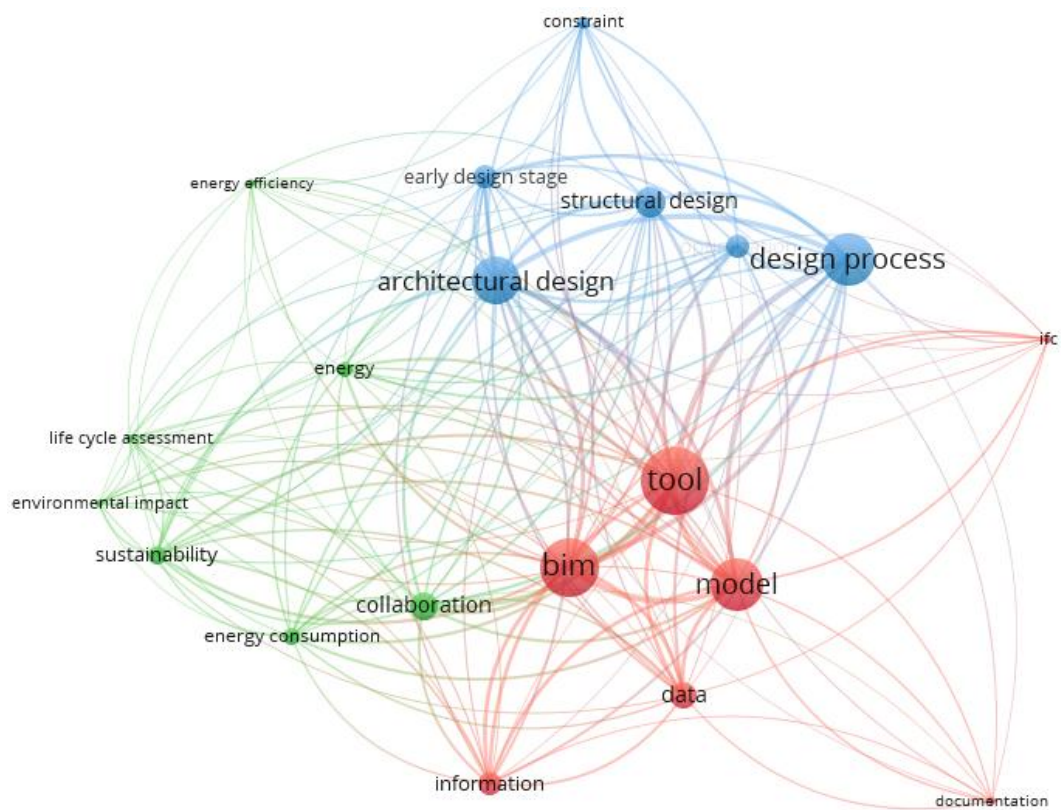 constraint
early design stage
energy efficiency
structural design
design process
architectural design
ifc
energy
life cycle assessment
tool
environmental impact
sustainability
bim
model
collaboration
energy consumption
data
information
documentation